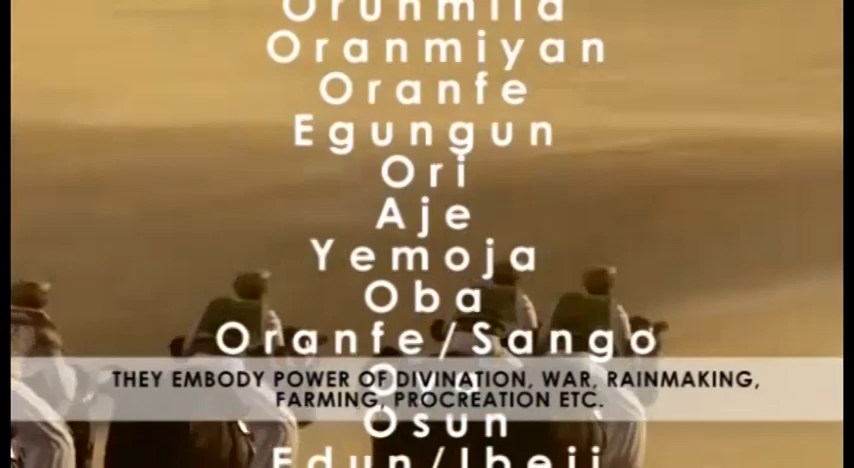 Orunmila
Oranmiyan
Oranfe
Egungun
Ori
Aje
Yemoja
Oba
Oranfe/Sango
THEY EMBODY POWER OF DIVINATION, WAR, RAINMAKING,
FARMING, PROCREATION ETC.
Osun
Edun/Ibeji